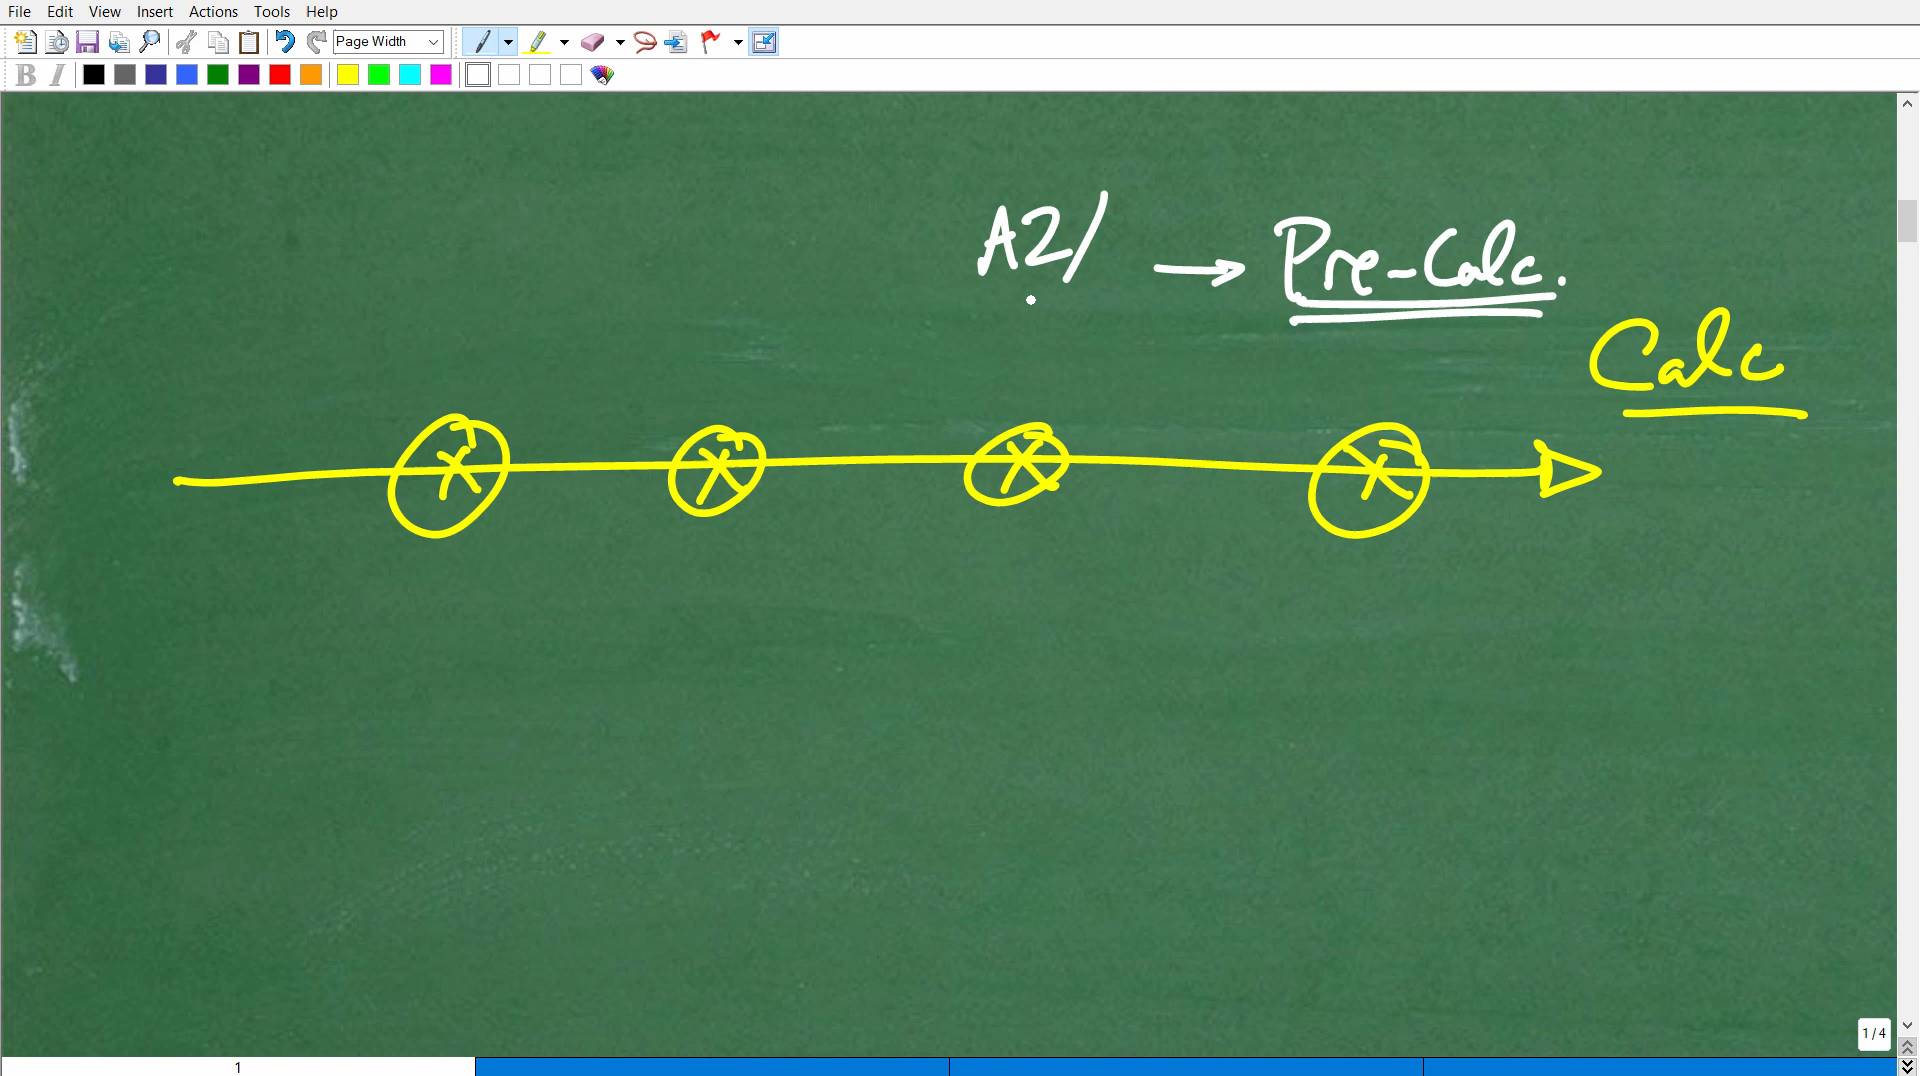 File Edit View Insert Actions Tools Help
Page Width
B I
A2/ → Pre-Calc.
Calc
1 / 4
1